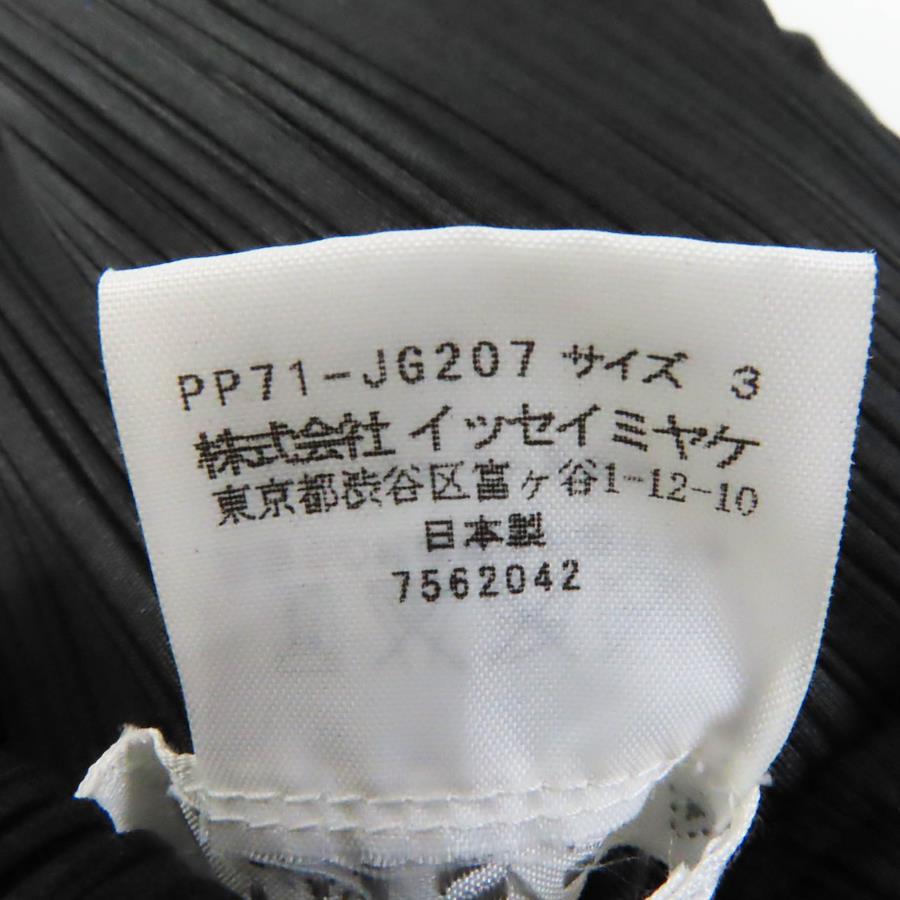 PP71-JG207 サイズ 3
株式会社 イッセイミヤケ
東京都渋谷区富ヶ谷1-12-10
日本製
7562042